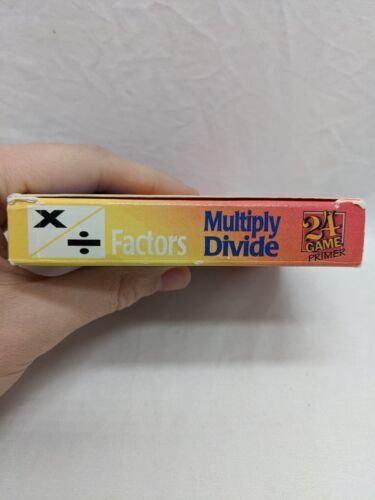 x
÷
Factors
Multiply
Divide
24
GAME
PRIMER